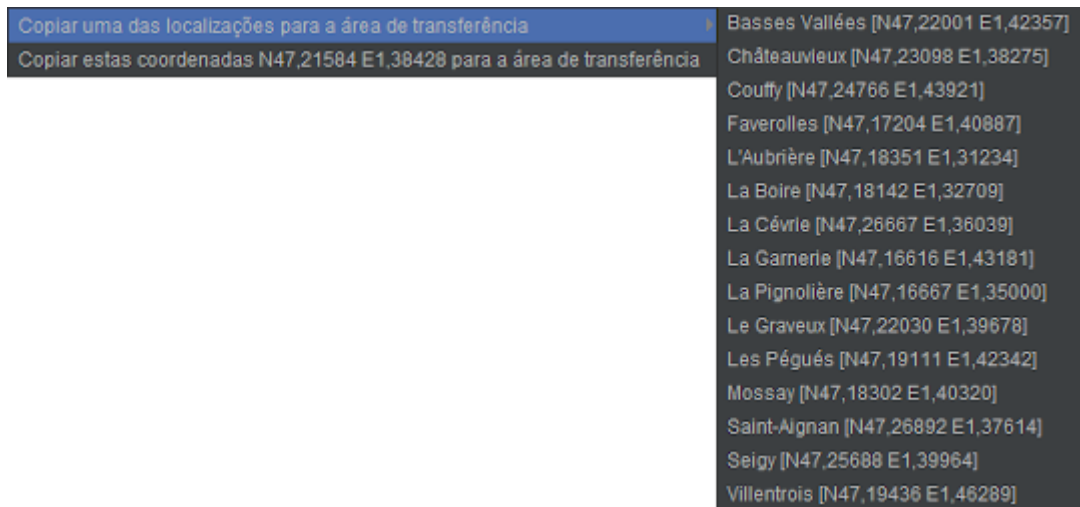 Copiar uma das localizações para a área de transferência
Copiar estas coordenadas N47,21584 E1,38428 para a área de transferência
Basses Vallées [N47,22001 E1,42357]
Châteauvieux [N47,23098 E1,38275]
Couffy [N47,24766 E1,43921]
Faverolles [N47,17204 E1,40887]
L'Aubrière [N47,18351 E1,31234]
La Boire [N47,18142 E1,32709]
La Cévrle [N47,26667 E1,36039]
La Garnerie [N47,16616 E1,43181]
La Pignolière [N47,16667 E1,35000]
Le Graveux [N47,22030 E1,39678]
Les Pégués [N47,19111 E1,42342]
Mossay [N47,18302 E1,40320]
Saint-Aignan [N47,26892 E1,37614]
Seigy [N47,25688 E1,39964]
Villentrois [N47,19436 E1,46289]